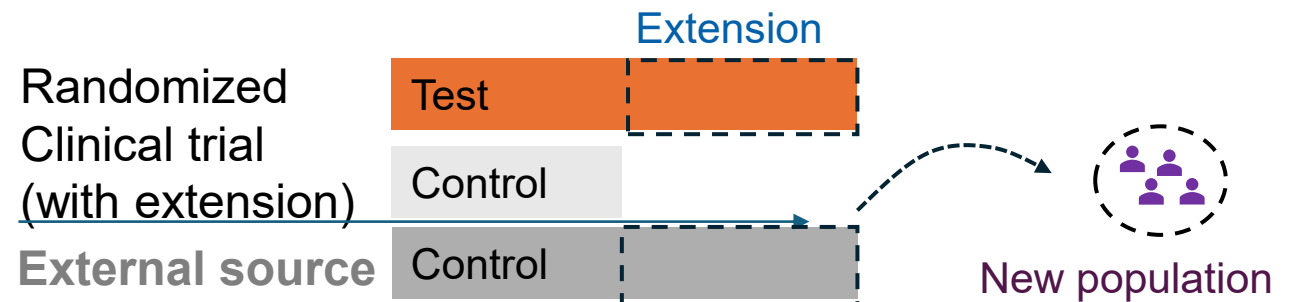 Extension
Randomized
Clinical trial
(with extension)
Test
Control
External source
Control
New population